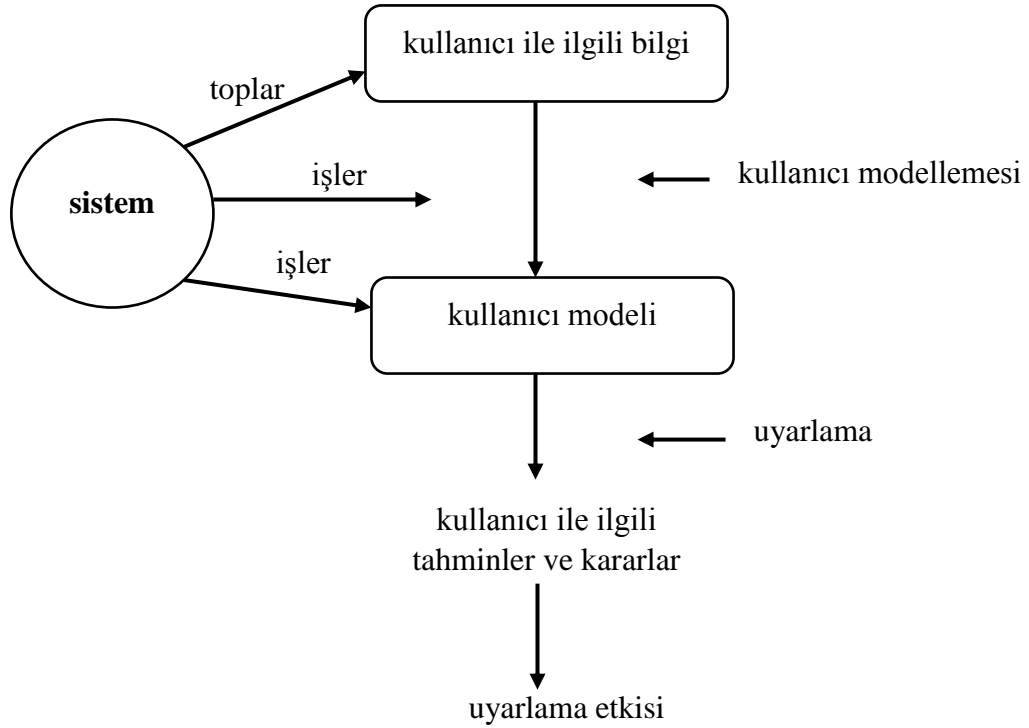 kullanıcı ile ilgili bilgi
toplar
işler
kullanıcı modellemesi
sistem
işler
kullanıcı modeli
uyarlama
kullanıcı ile ilgili
tahminler ve kararlar
uyarlama etkisi